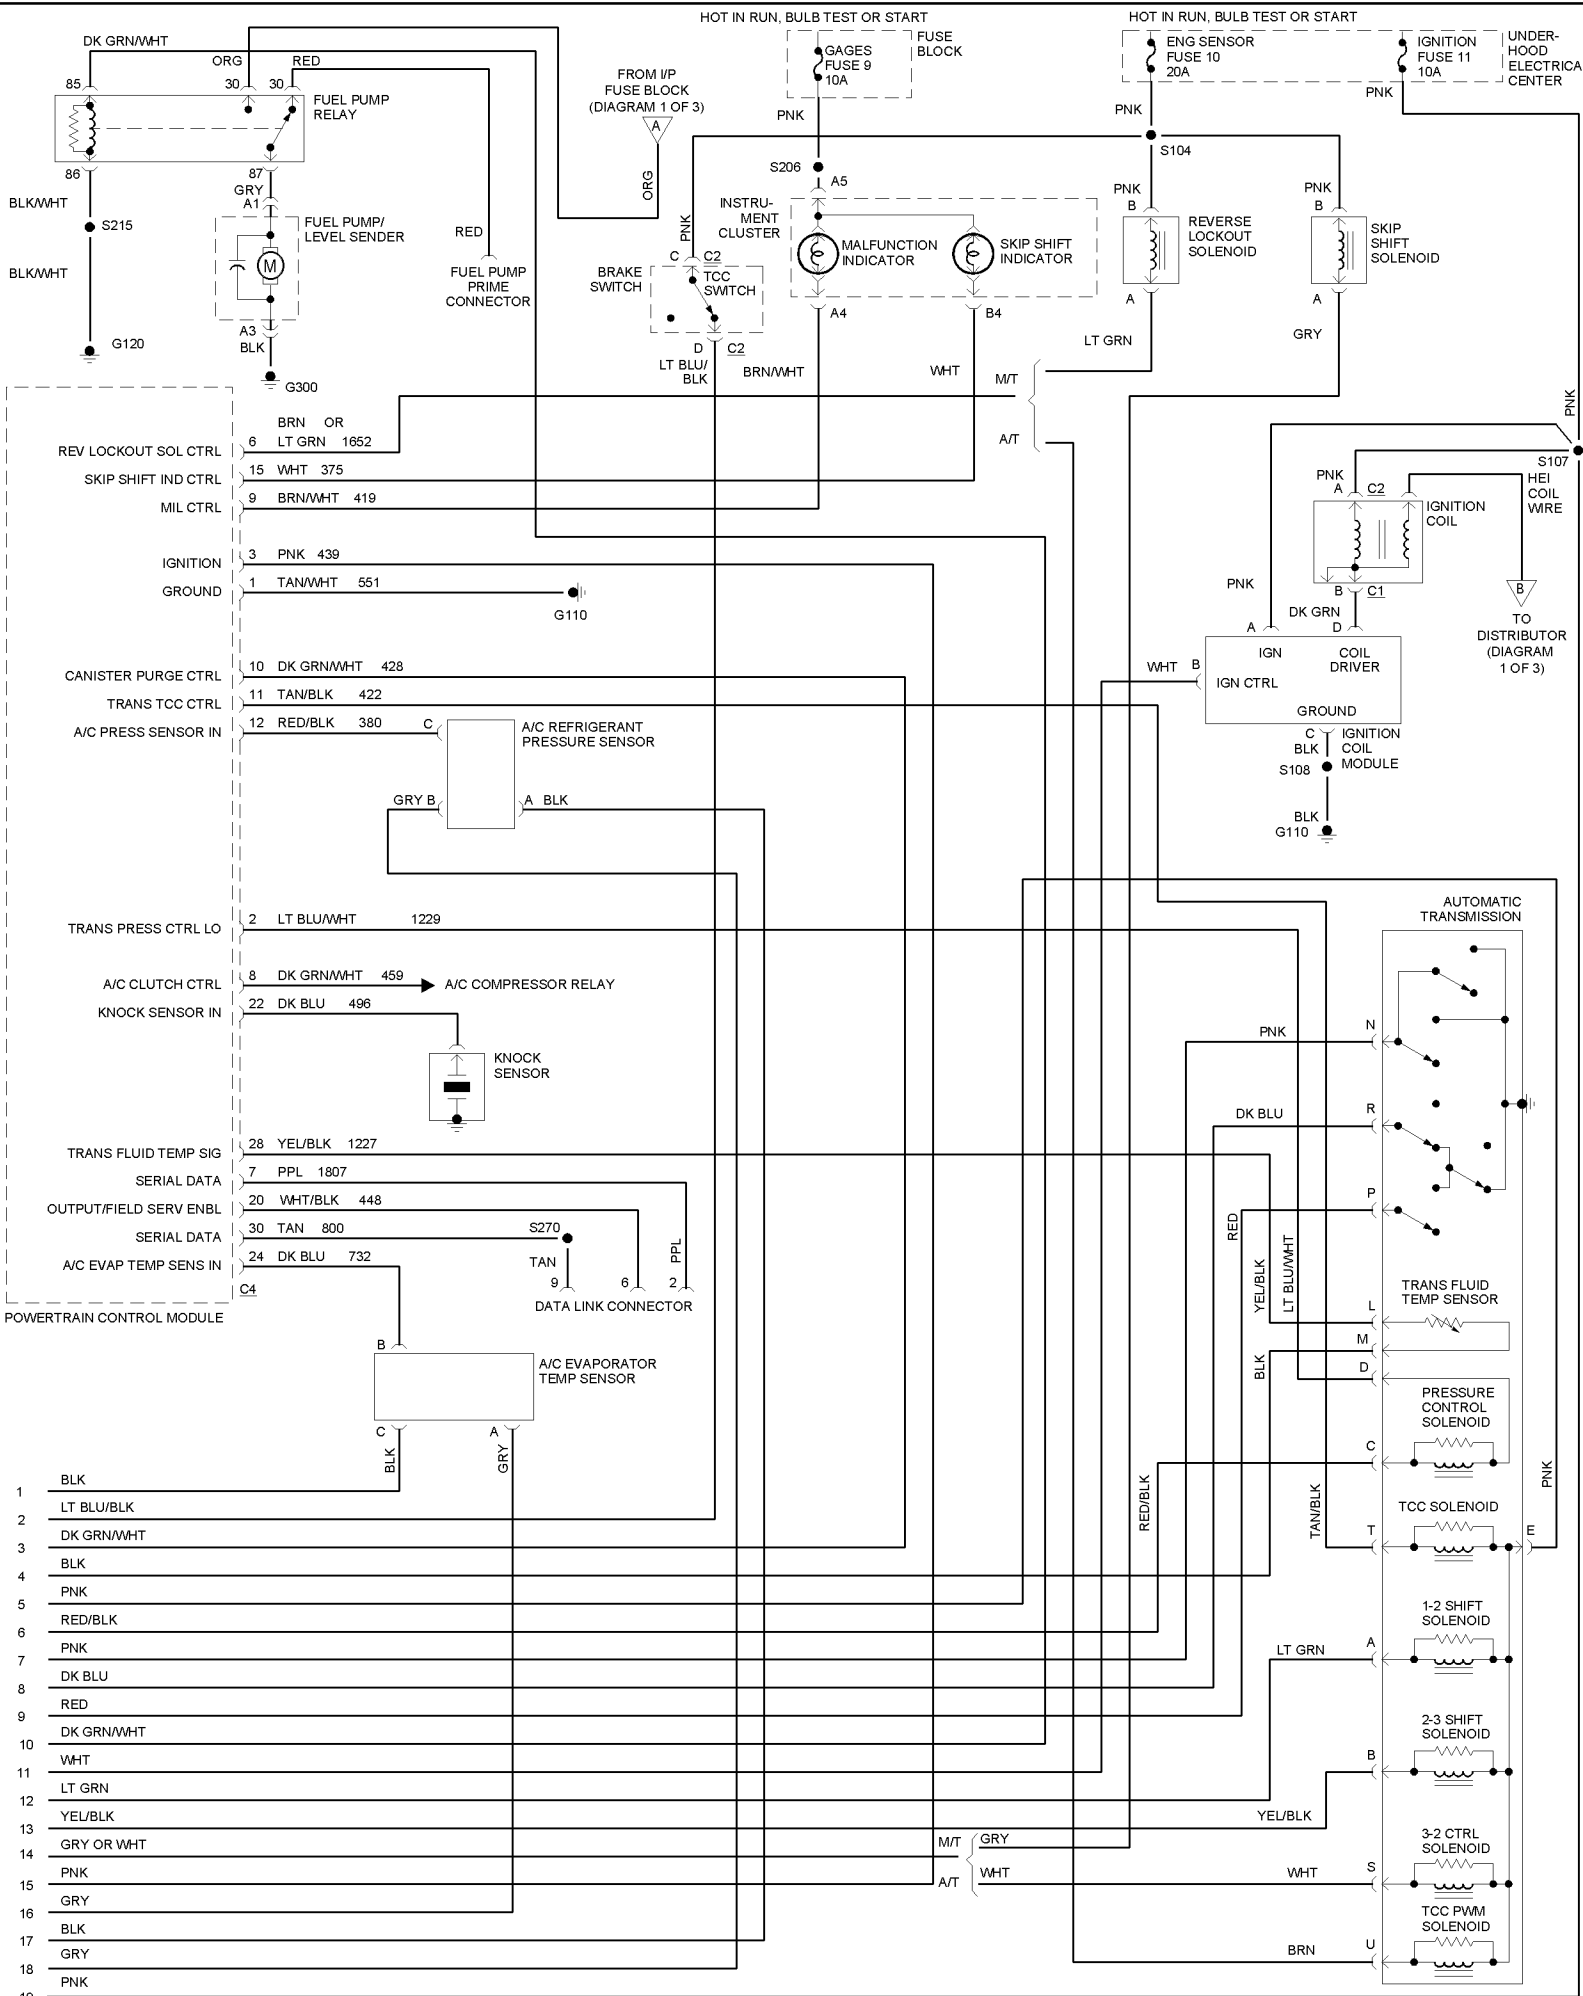 HOT IN RUN, BULB TEST OR START
HOT IN RUN, BULB TEST OR START
DK GRN/WHT
ORG
RED
85
30
30
FUEL PUMP
RELAY
86
87
GRY
A1
BLK/WHT
S215
BLK/WHT
G120
FUEL PUMP/
LEVEL SENDER
M
A3
BLK
G300
RED
FUEL PUMP
PRIME
CONNECTOR
FROM I/P
FUSE BLOCK
(DIAGRAM 1 OF 3)
A
ORG
GAGES
FUSE 9
10A
FUSE
BLOCK
PNK
S206
A5
INSTRU-
MENT
CLUSTER
MALFUNCTION
INDICATOR
SKIP SHIFT
INDICATOR
A4
B4
PNK
C
C2
BRAKE
SWITCH
TCC
SWITCH
D
C2
LT BLU/
BLK
BRN/WHT
WHT
ENG SENSOR
FUSE 10
20A
IGNITION
FUSE 11
10A
UNDER-
HOOD
ELECTRICA
CENTER
PNK
PNK
S104
PNK
B
REVERSE
LOCKOUT
SOLENOID
A
LT GRN
PNK
B
SKIP
SHIFT
SOLENOID
A
GRY
M/T
A/T
PNK
S107
PNK
A
C2
HEI
COIL
WIRE
IGNITION
COIL
B
C1
DK GRN
PNK
A
D
B
TO
DISTRIBUTOR
(DIAGRAM
1 OF 3)
WHT
B
IGN
COIL
DRIVER
IGN CTRL
GROUND
C
BLK
IGNITION
COIL
MODULE
S108
BLK
G110
BRN OR
REV LOCKOUT SOL CTRL 6 LT GRN 1652
SKIP SHIFT IND CTRL 15 WHT 375
MIL CTRL 9 BRN/WHT 419
IGNITION 3 PNK 439
GROUND 1 TAN/WHT 551
G110
CANISTER PURGE CTRL 10 DK GRN/WHT 428
TRANS TCC CTRL 11 TAN/BLK 422
A/C PRESS SENSOR IN 12 RED/BLK 380
C
A/C REFRIGERANT
PRESSURE SENSOR
GRY B
A BLK
TRANS PRESS CTRL LO 2 LT BLU/WHT 1229
A/C CLUTCH CTRL 8 DK GRN/WHT 459
A/C COMPRESSOR RELAY
KNOCK SENSOR IN 22 DK BLU 496
KNOCK
SENSOR
TRANS FLUID TEMP SIG 28 YEL/BLK 1227
SERIAL DATA 7 PPL 1807
OUTPUT/FIELD SERV ENBL 20 WHT/BLK 448
SERIAL DATA 30 TAN 800
S270
A/C EVAP TEMP SENS IN 24 DK BLU 732
C4
POWERTRAIN CONTROL MODULE
TAN
PPL
9
6
2
DATA LINK CONNECTOR
B
A/C EVAPORATOR
TEMP SENSOR
C
A
BLK
GRY
AUTOMATIC
TRANSMISSION
PNK
N
DK BLU
R
P
RED
YEL/BLK
LT BLU/WHT
TRANS FLUID
TEMP SENSOR
L
M
D
BLK
PRESSURE
CONTROL
SOLENOID
C
RED/BLK
TAN/BLK
PNK
TCC SOLENOID
T
E
1-2 SHIFT
SOLENOID
LT GRN
A
2-3 SHIFT
SOLENOID
B
YEL/BLK
3-2 CTRL
SOLENOID
WHT
S
TCC PWM
SOLENOID
BRN
U
M/T
GRY
A/T
WHT
1 BLK
2 LT BLU/BLK
3 DK GRN/WHT
4 BLK
5 PNK
6 RED/BLK
7 PNK
8 DK BLU
9 RED
10 DK GRN/WHT
11 WHT
12 LT GRN
13 YEL/BLK
14 GRY OR WHT
15 PNK
16 GRY
17 BLK
18 GRY
PNK